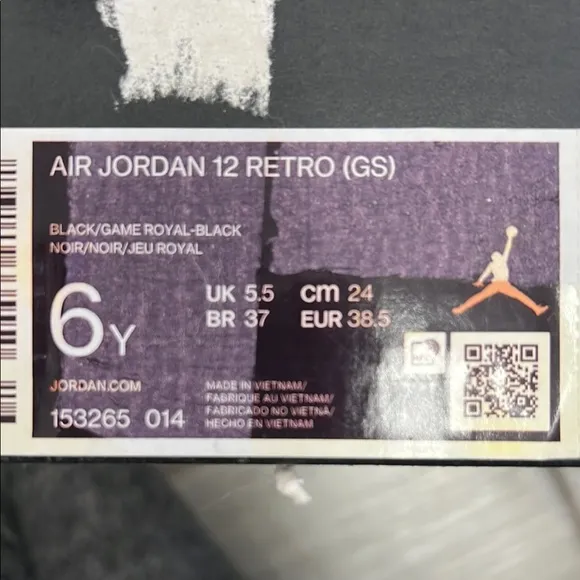 AIR JORDAN 12 RETRO (GS)
BLACK/GAME ROYAL-BLACK
NOIR/NOIR/JEU ROYAL
6Y
UK 5.5 cm 24
BR 37 EUR 38.5
JORDAN.COM
153265 014
MADE IN VIETNAM/
FABRIQUE AU VIETNAM/
FABRICADO NO VIETNA/
HECHO EN VIETNAM